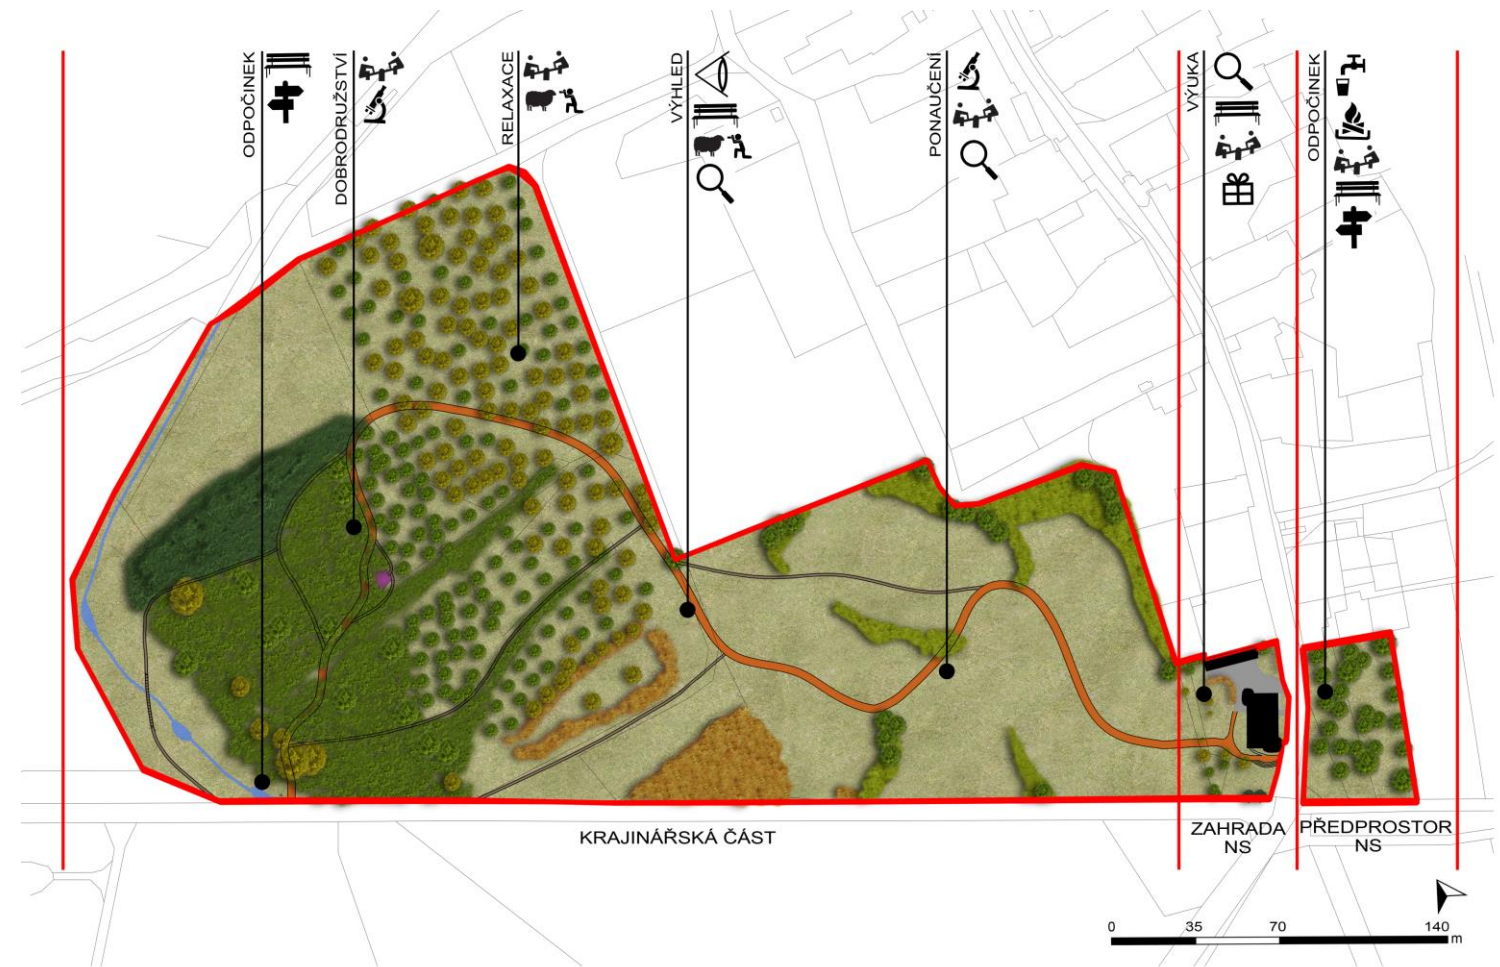 ODPOČINEK
DOBRODRUŽSTVÍ
RELAXACE
VÝHLED
PONAUČENÍ
VÝUKA
ODPOČINEK
KRAJINÁŘSKÁ ČÁST
ZAHRADA
NS
PŘEDPROSTOR
NS
0 35 70 140 m